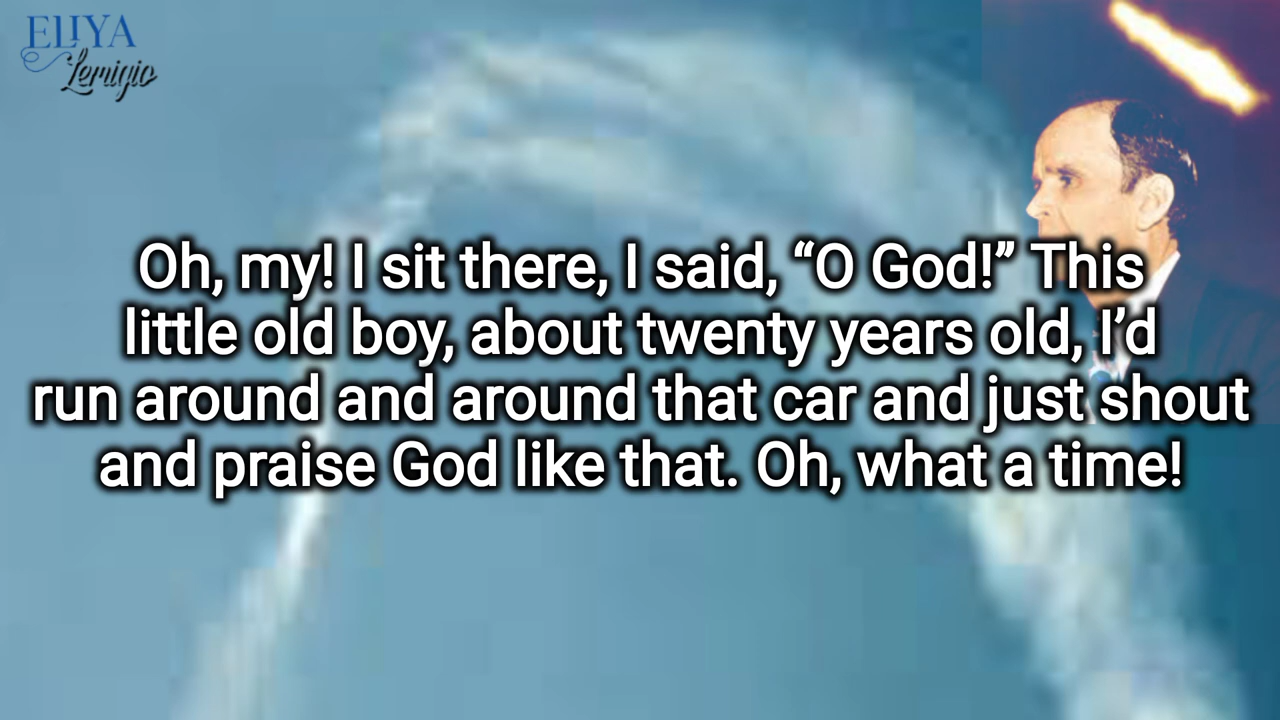 ELIYA
Lemigio
Oh, my! I sit there, I said, “O God!” This
little old boy, about twenty years old, I’d
run around and around that car and just shout
and praise God like that. Oh, what a time!